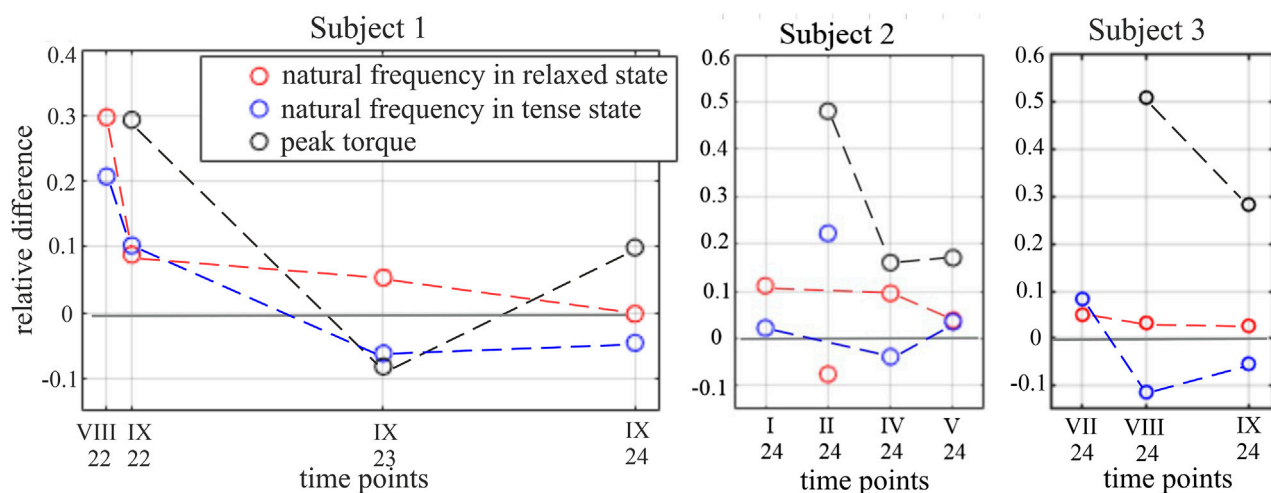 Subject 1
0.4
0.3
0.2
0.1
0
-0.1
relative difference
natural frequency in relaxed state
natural frequency in tense state
peak torque
VIII IX IX IX
22 22 23 24
time points
Subject 2
0.6
0.5
0.4
0.3
0.2
0.1
0
-0.1
I II IV V
24 24 24 24
time points
Subject 3
0.6
0.5
0.4
0.3
0.2
0.1
0
-0.1
VII VIII IX
24 24 24
time points